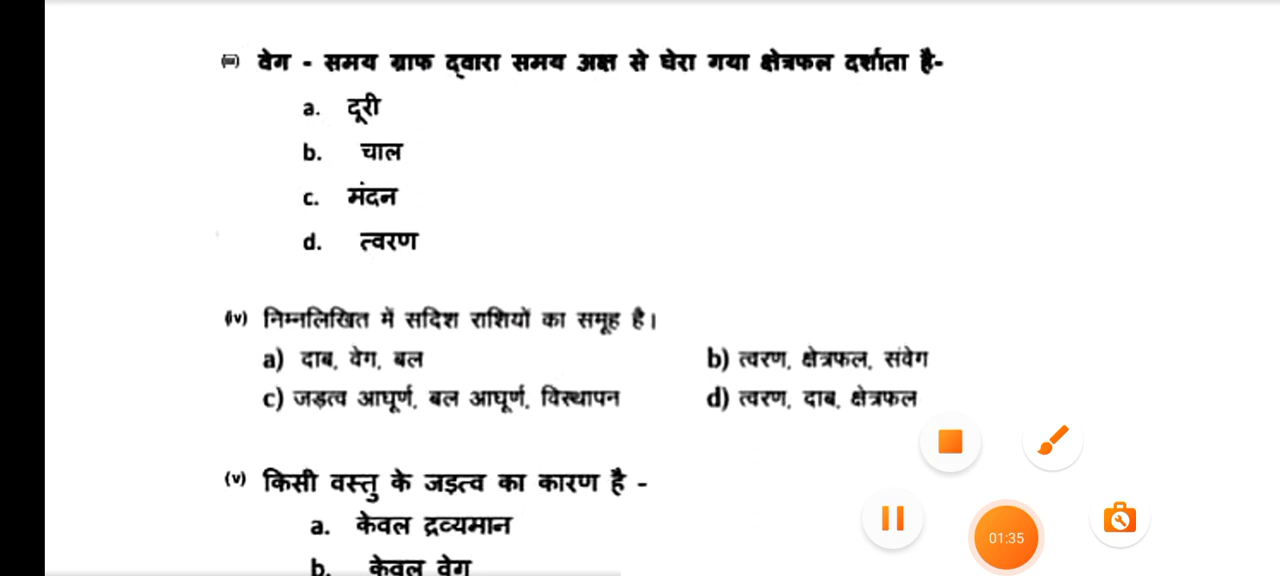 (iii) वेग - समय ग्राफ द्वारा समय अक्ष से घेरा गया क्षेत्रफल दर्शाता है-
a. दूरी
b. चाल
c. मंदन
d. त्वरण
(iv) निम्नलिखित में सदिश राशियों का समूह है।
a) दाब, वेग, बल
b) त्वरण, क्षेत्रफल, संवेग
c) जड़त्व आघूर्ण, बल आघूर्ण, विस्थापन
d) त्वरण, दाब, क्षेत्रफल
(v) किसी वस्तु के जड़त्व का कारण है -
a. केवल द्रव्यमान
b. केवल वेग
01:35